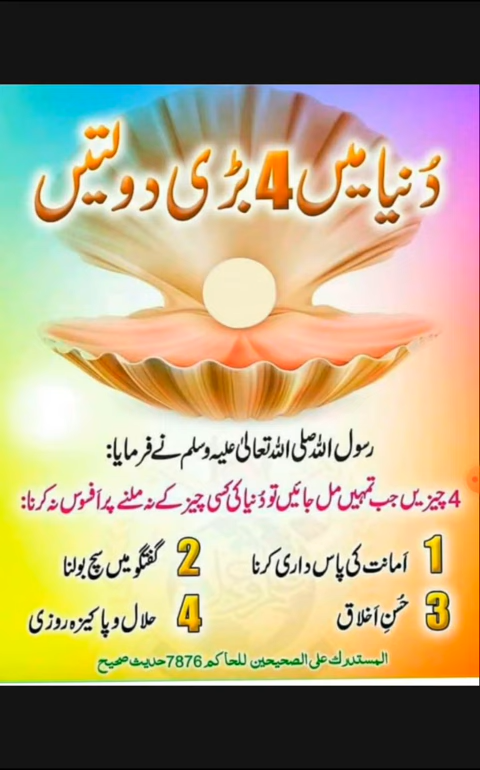 دُنیا میں 4 بڑی دولتیں
رسول اللہ صلی اللہ تعالیٰ علیہ وسلم نے فرمایا:
4 چیزیں جب تمہیں مل جائیں تو دُنیا کی کسی چیز کے نہ ملنے پر اَفسوس نہ کرنا:
1 اَمانت کی پاس داری کرنا 2 گفتگو میں سچ بولنا
3 حُسنِ اَخلاق 4 حلال و پاکیزہ روزی
المستدرک علی الصحیحین للحاکم 7876 حدیث صحیح